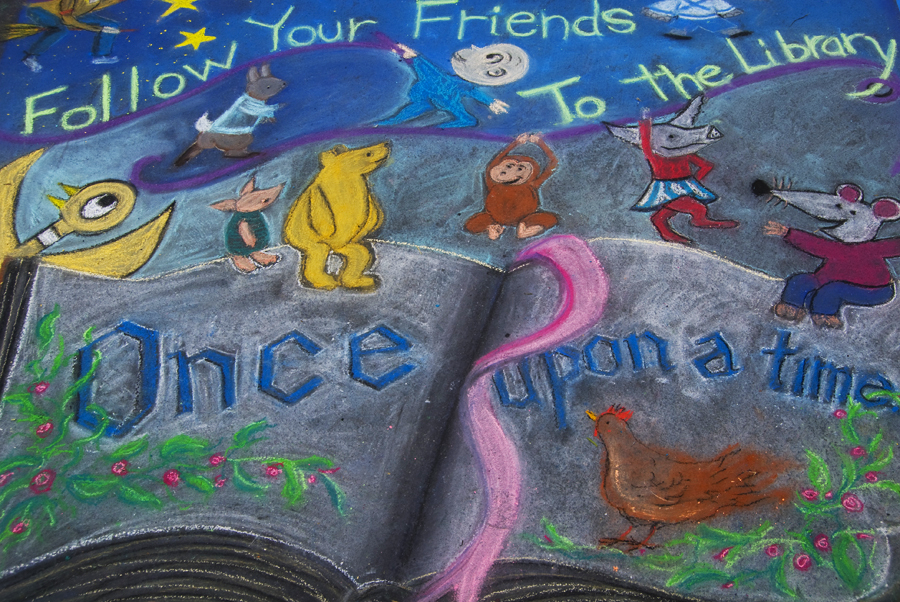 Follow Your Friends
To the Library
Once upon a time